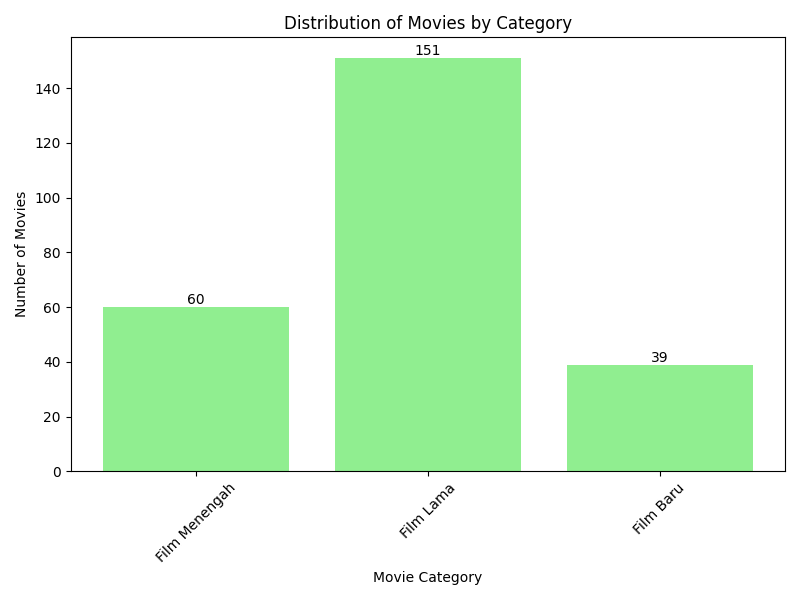 Distribution of Movies by Category
151
140
120
100
80
60
40
20
0
60
39
Number of Movies
Film Menengah
Film Lama
Film Baru
Movie Category